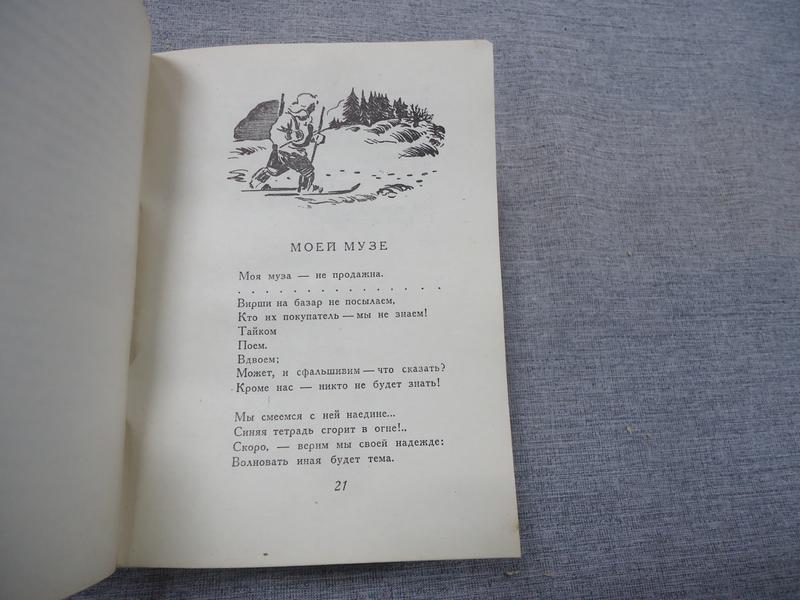 МОЕЙ МУЗЕ
Моя муза — не продажна.
. . . . . . . . . . . . . . . .
Вирши на базар не посылаем,
Кто их покупатель — мы не знаем!
Тайком
Поем.
Вдвоем;
Может, и сфальшивим — что сказать?
Кроме нас — никто не будет знать!
Мы смеемся с ней наедине...
Синяя тетрадь сгорит в огне!..
Скоро, — верим мы своей надежде:
Волновать иная будет тема.
21